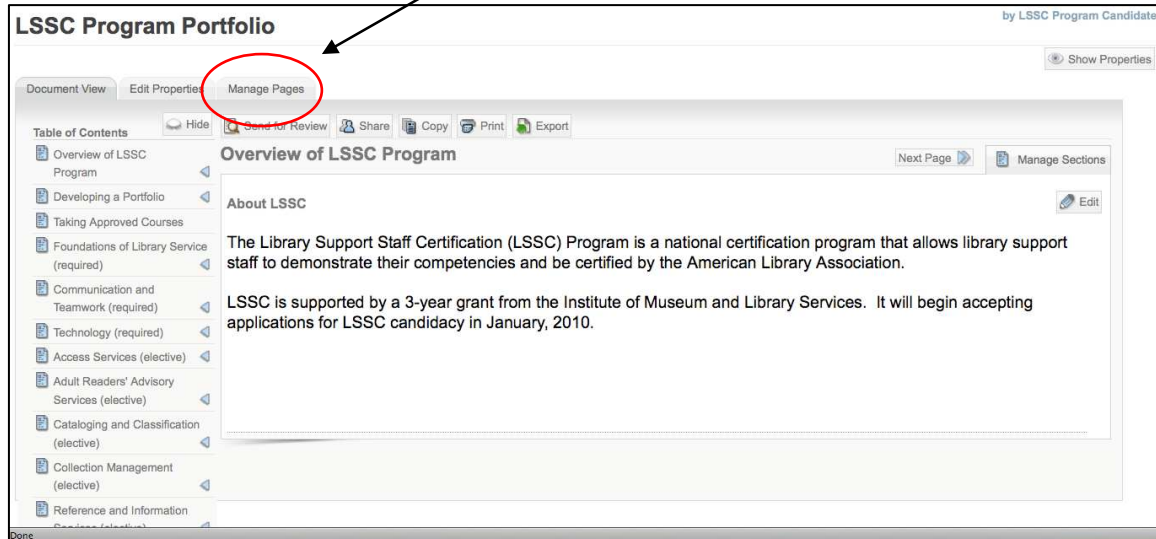 LSSC Program Portfolio
by LSSC Program Candidate
Show Properties
Document View
Edit Properties
Manage Pages
Table of Contents
Hide
Send for Review
Share
Copy
Print
Export
Overview of LSSC
Program
Developing a Portfolio
Taking Approved Courses
Foundations of Library Service
(required)
Communication and
Teamwork (required)
Technology (required)
Access Services (elective)
Adult Readers' Advisory
Services (elective)
Cataloging and Classification
(elective)
Collection Management
(elective)
Reference and Information
Services (elective)
Overview of LSSC Program
Next Page
Manage Sections
About LSSC
Edit
The Library Support Staff Certification (LSSC) Program is a national certification program that allows library support
staff to demonstrate their competencies and be certified by the American Library Association.
LSSC is supported by a 3-year grant from the Institute of Museum and Library Services.  It will begin accepting
applications for LSSC candidacy in January, 2010.
Done